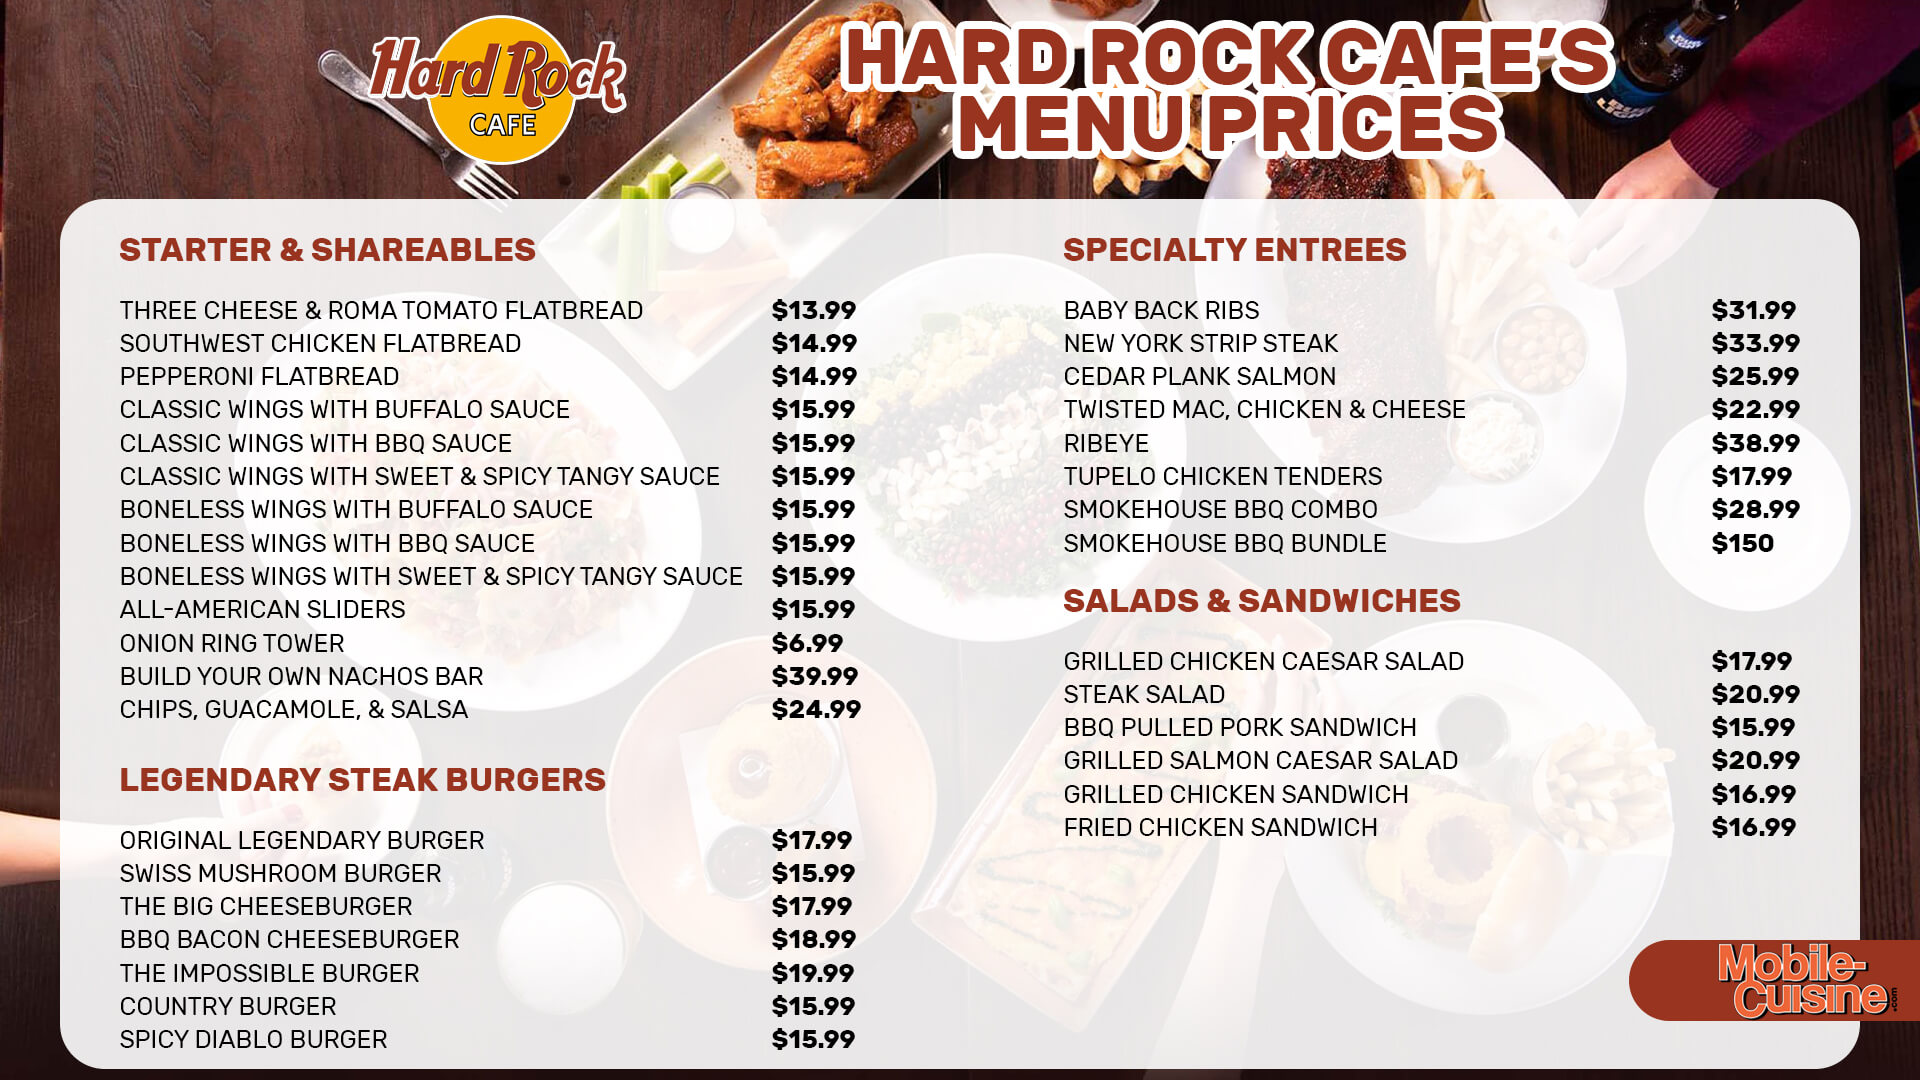 Hard Rock
CAFE
HARD ROCK CAFE'S
MENU PRICES
STARTER & SHAREABLES
THREE CHEESE & ROMA TOMATO FLATBREAD $13.99
SOUTHWEST CHICKEN FLATBREAD $14.99
PEPPERONI FLATBREAD $14.99
CLASSIC WINGS WITH BUFFALO SAUCE $15.99
CLASSIC WINGS WITH BBQ SAUCE $15.99
CLASSIC WINGS WITH SWEET & SPICY TANGY SAUCE $15.99
BONELESS WINGS WITH BUFFALO SAUCE $15.99
BONELESS WINGS WITH BBQ SAUCE $15.99
BONELESS WINGS WITH SWEET & SPICY TANGY SAUCE $15.99
ALL-AMERICAN SLIDERS $15.99
ONION RING TOWER $6.99
BUILD YOUR OWN NACHOS BAR $39.99
CHIPS, GUACAMOLE, & SALSA $24.99
LEGENDARY STEAK BURGERS
ORIGINAL LEGENDARY BURGER $17.99
SWISS MUSHROOM BURGER $15.99
THE BIG CHEESEBURGER $17.99
BBQ BACON CHEESEBURGER $18.99
THE IMPOSSIBLE BURGER $19.99
COUNTRY BURGER $15.99
SPICY DIABLO BURGER $15.99
SPECIALTY ENTREES
BABY BACK RIBS $31.99
NEW YORK STRIP STEAK $33.99
CEDAR PLANK SALMON $25.99
TWISTED MAC, CHICKEN & CHEESE $22.99
RIBEYE $38.99
TUPELO CHICKEN TENDERS $17.99
SMOKEHOUSE BBQ COMBO $28.99
SMOKEHOUSE BBQ BUNDLE $150
SALADS & SANDWICHES
GRILLED CHICKEN CAESAR SALAD $17.99
STEAK SALAD $20.99
BBQ PULLED PORK SANDWICH $15.99
GRILLED SALMON CAESAR SALAD $20.99
GRILLED CHICKEN SANDWICH $16.99
FRIED CHICKEN SANDWICH $16.99
Mobile-
Cuisine.com